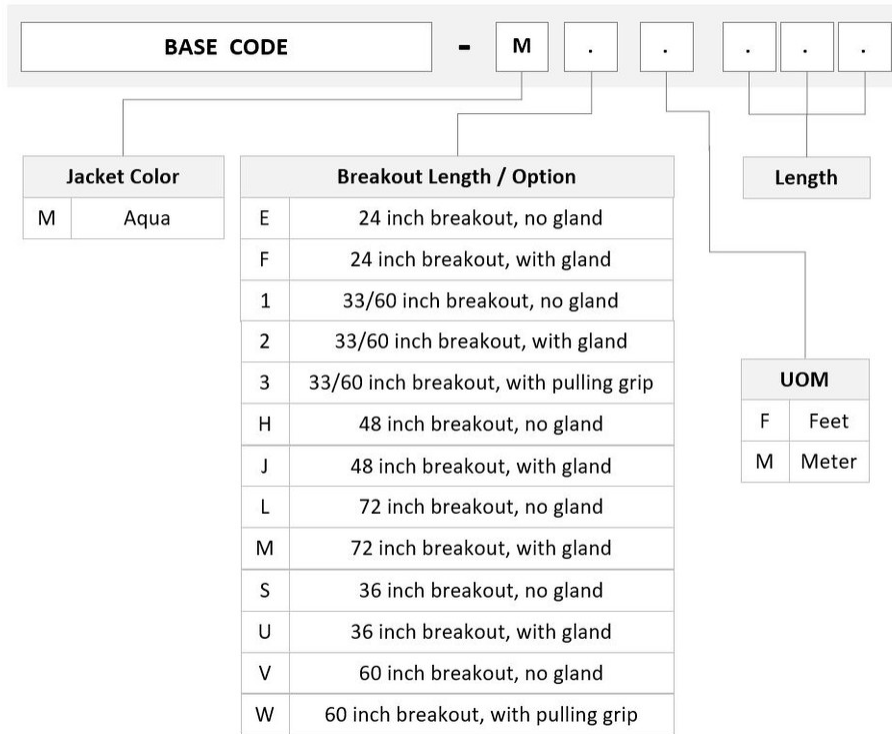 BASE CODE - M . . . . .
Jacket Color
M Aqua
Breakout Length / Option
E 24 inch breakout, no gland
F 24 inch breakout, with gland
1 33/60 inch breakout, no gland
2 33/60 inch breakout, with gland
3 33/60 inch breakout, with pulling grip
H 48 inch breakout, no gland
J 48 inch breakout, with gland
L 72 inch breakout, no gland
M 72 inch breakout, with gland
S 36 inch breakout, no gland
U 36 inch breakout, with gland
V 60 inch breakout, no gland
W 60 inch breakout, with pulling grip
Length
UOM
F Feet
M Meter